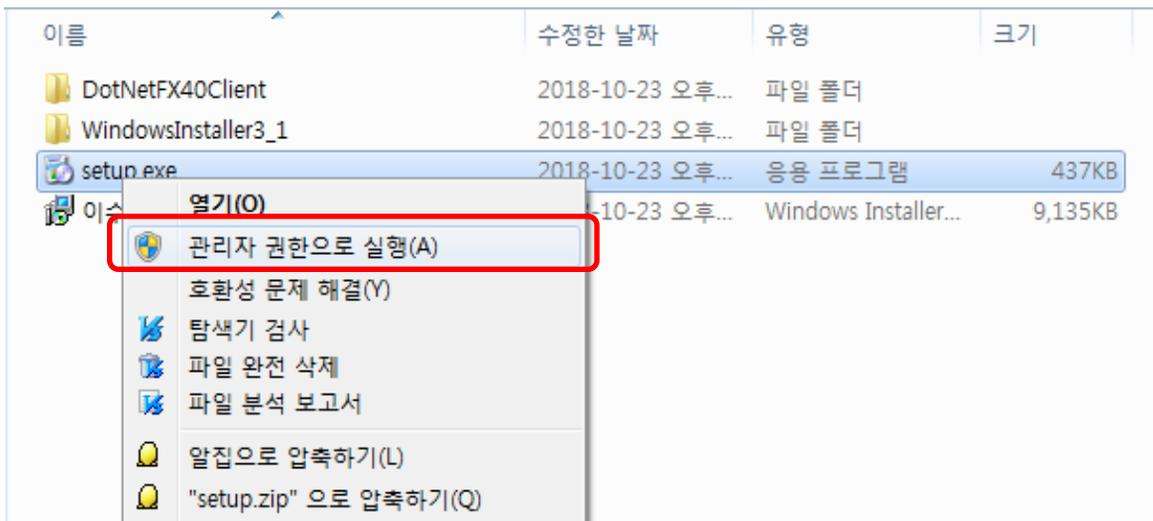 이름 수정한 날짜 유형 크기
DotNetFX40Client 2018-10-23 오후... 파일 폴더
WindowsInstaller3_1 2018-10-23 오후... 파일 폴더
setup.exe 2018-10-23 오후... 응용 프로그램 437KB
-10-23 오후... Windows Installer... 9,135KB
열기(O)
관리자 권한으로 실행(A)
호환성 문제 해결(Y)
탐색기 검사
파일 완전 삭제
파일 분석 보고서
알집으로 압축하기(L)
"setup.zip" 으로 압축하기(Q)